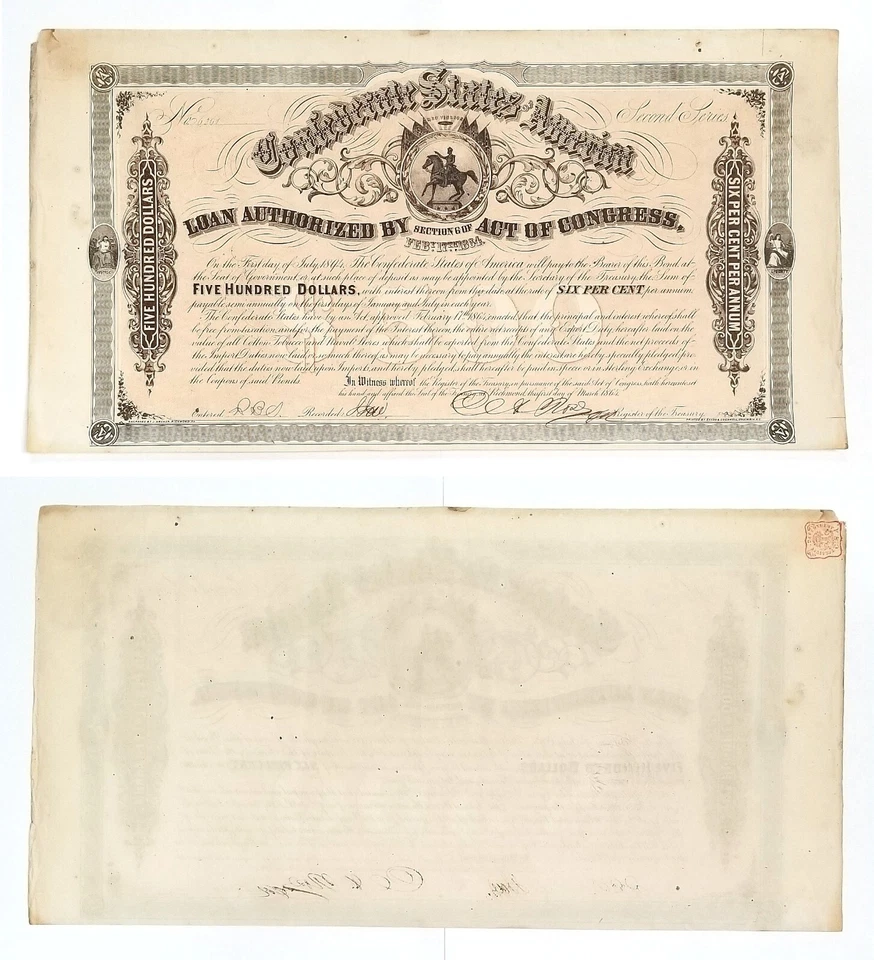 No.
Second Series
Confederate States America
DEO VINDICE
LOAN AUTHORIZED BY SECTION 6 OF ACT OF CONGRESS,
FEBY. 17TH. 1864.
FIVE HUNDRED DOLLARS
SIX PER CENT PER ANNUM
On the First day of July, 1894, The Confederate States of America will pay to the Bearer of this Bond, at
the Seat of Government, or at such place of deposit as may be appointed by the Secretary of the Treasury, the Sum of
FIVE HUNDRED DOLLARS, with interest thereon from this date at the rate of SIX PER CENT per annum
payable semi annually on the first days of January and July in each year.
The Confederate States have by an Act, approved February 17th 1864, enacted that the principal and interest whereof shall
be free from taxation, and for the payment of the Interest thereon, the entire net receipts of any Export Duty hereafter laid on the
value of all Cotton Tobacco and Naval Stores which shall be exported from the Confederate States and the net proceeds of
the Import Duties now laid, or so much thereof as may be necessary to pay annually the interest are hereby specially pledged: pro-
vided that the duties now laid upon Imports, and hereby pledged, shall hereafter be paid in specie or in Sterling Exchange, or in
the Coupons of said Bonds.
In Witness whereof the Register of the Treasury, in pursuance of the said Act of Congress, hath hereunto set
his hand and affixed the Seal of the Treasury at Richmond, the first day of March 1864.
Entered Recorded Register of the Treasury.